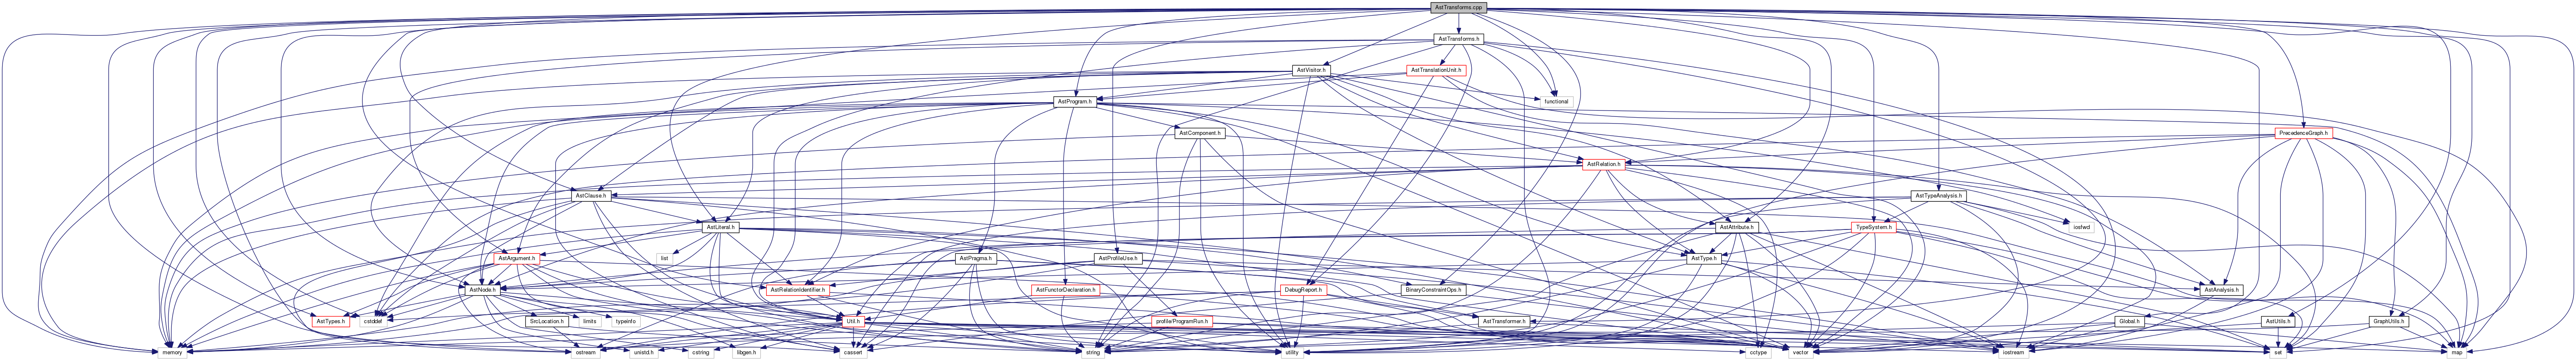 AstTransforms.cpp
AstTransforms.h
AstVisitor.h
AstTranslationUnit.h
AstProgram.h
functional
AstComponent.h
PrecedenceGraph.h
AstRelation.h
AstClause.h
AstTypeAnalysis.h
AstLiteral.h
AstAttribute.h
TypeSystem.h
iosfwd
list
AstArgument.h
AstPragma.h
AstProfileUse.h
AstType.h
AstNode.h
AstRelationIdentifier.h
AstFunctorDeclaration.h
DebugReport.h
BinaryConstraintOps.h
AstAnalysis.h
AstTypes.h
cstddef
SrcLocation.h
limits
typeinfo
Util.h
profile/ProgramRun.h
AstTransformer.h
Global.h
AstUtils.h
GraphUtils.h
memory
ostream
unistd.h
cstring
libgen.h
cassert
string
utility
cctype
vector
iostream
set
map